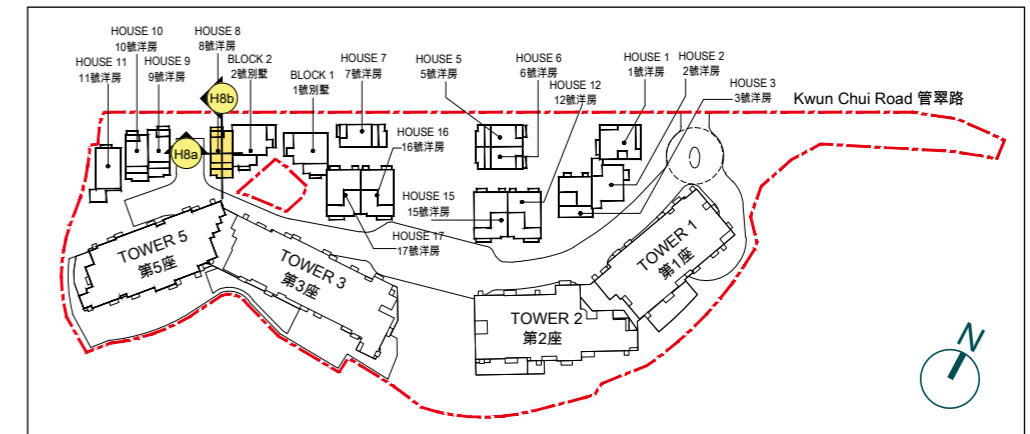 HOUSE 10
10號洋房
HOUSE 8
8號洋房
HOUSE 11
11號洋房
HOUSE 9
9號洋房
BLOCK 2
2號別墅
BLOCK 1
1號別墅
HOUSE 7
7號洋房
HOUSE 5
5號洋房
HOUSE 6
6號洋房
HOUSE 12
12號洋房
HOUSE 1
1號洋房
HOUSE 2
2號洋房
HOUSE 3
3號洋房
Kwun Chui Road 管翠路
H8b
H8a
HOUSE 16
16號洋房
HOUSE 15
15號洋房
HOUSE 17
17號洋房
TOWER 5
第5座
TOWER 3
第3座
TOWER 2
第2座
TOWER 1
第1座
N